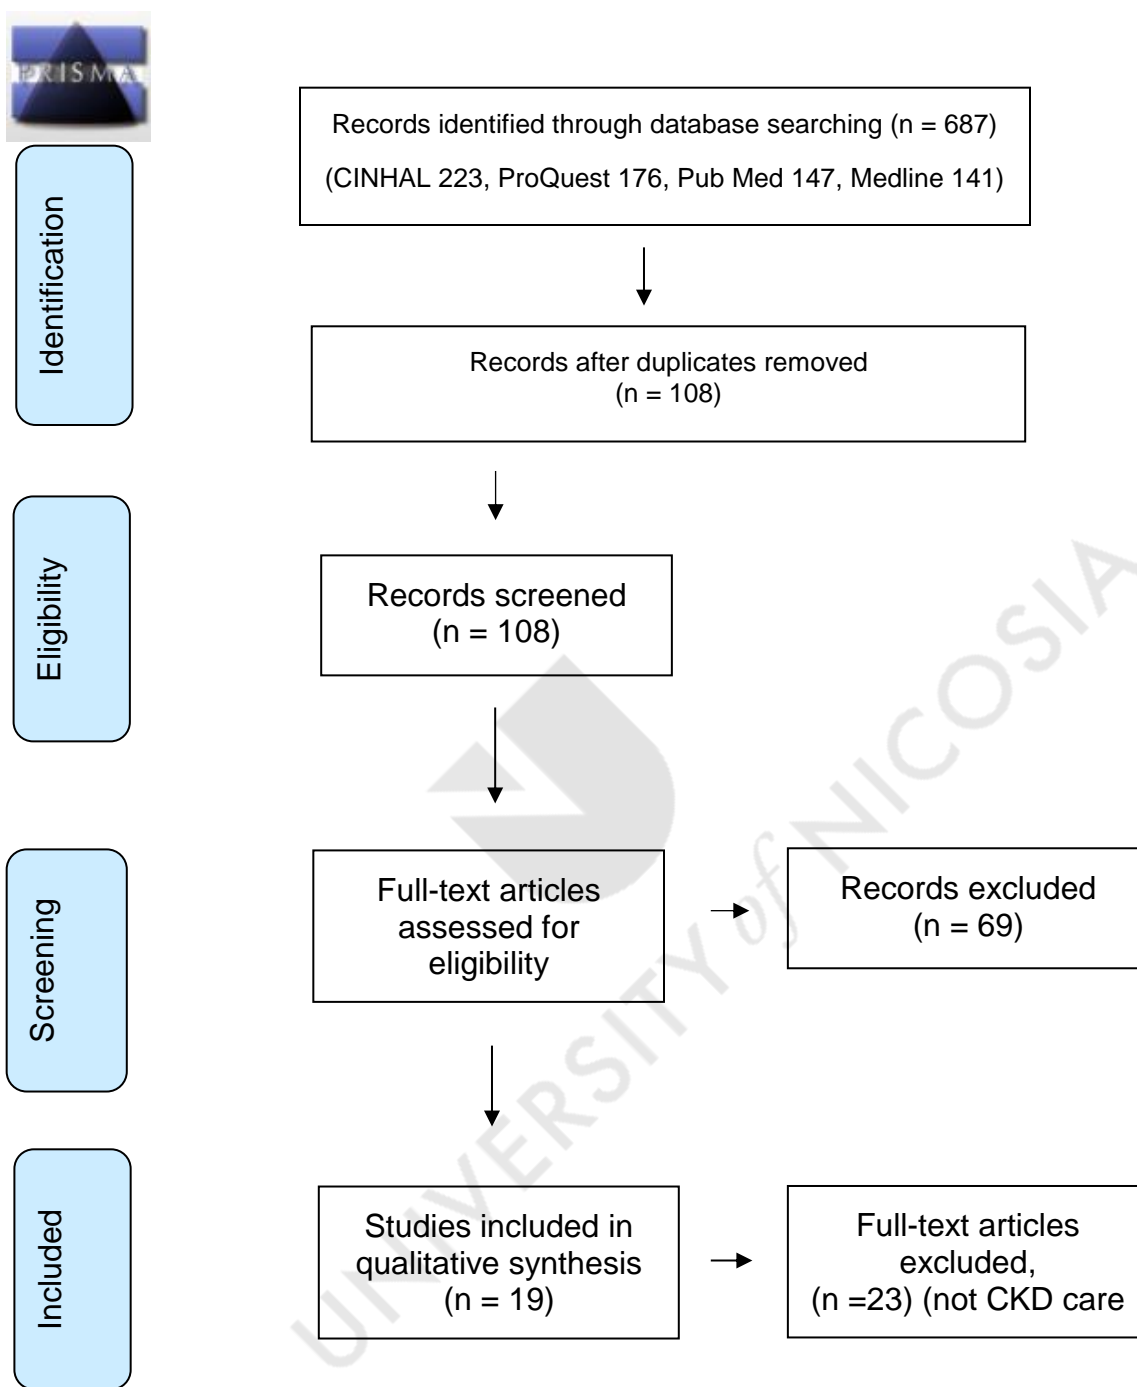 PRISMA
Identification
Records identified through database searching (n = 687)
(CINHAL 223, ProQuest 176, Pub Med 147, Medline 141)
Records after duplicates removed
(n = 108)
Eligibility
Records screened
(n = 108)
Screening
Full-text articles
assessed for
eligibility
Records excluded
(n = 69)
Included
Studies included in
qualitative synthesis
(n = 19)
Full-text articles
excluded,
(n =23) (not CKD care
UNIVERSITY of NICOSIA